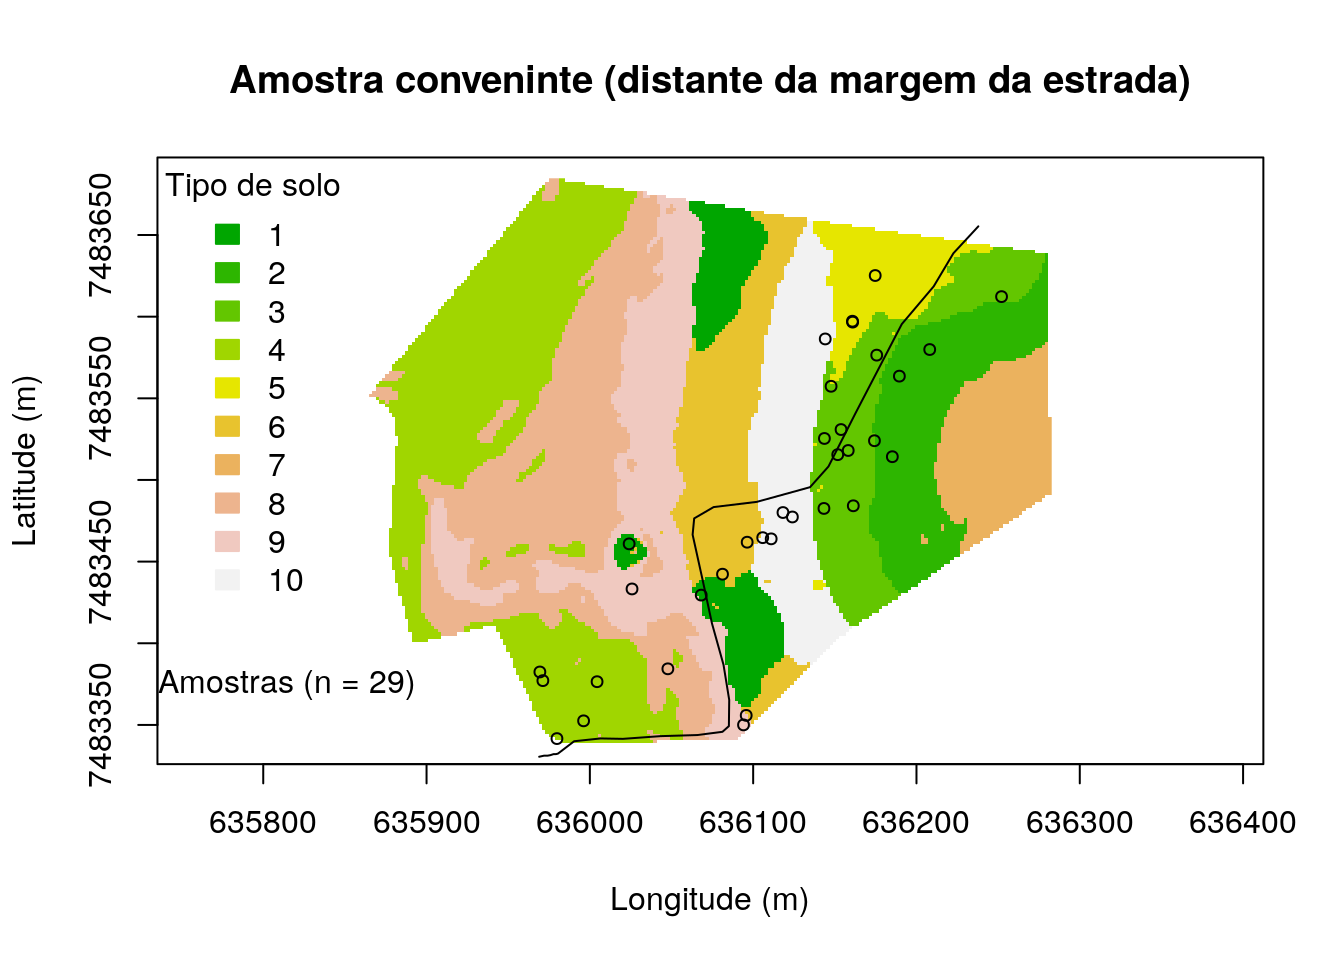 Amostra conveninte (distante da margem da estrada)
Tipo de solo
1
2
3
4
5
6
7
8
9
10
Amostras (n = 29)
Latitude (m)
7483650
7483550
7483450
7483350
635800 635900 636000 636100 636200 636300 636400
Longitude (m)